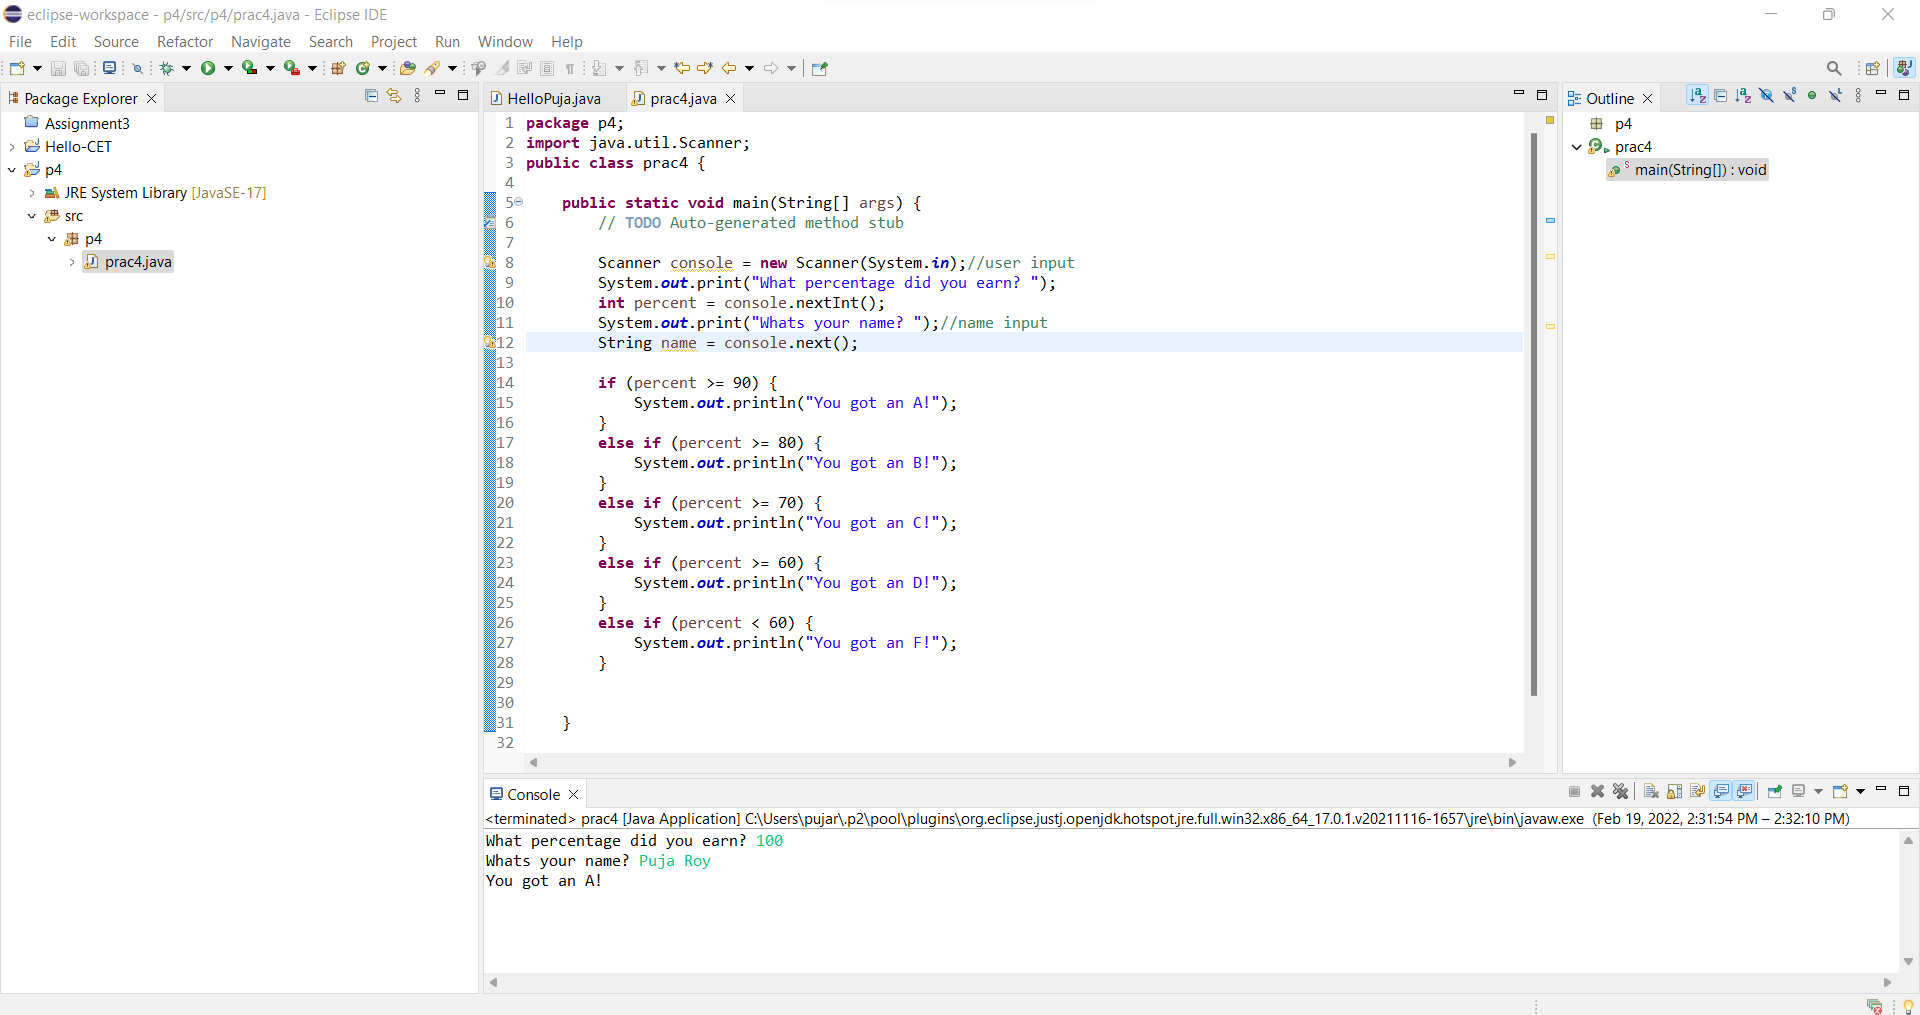 eclipse-workspace - p4/src/p4/prac4.java - Eclipse IDE
File Edit Source Refactor Navigate Search Project Run Window Help
Package Explorer
Assignment3
Hello-CET
p4
JRE System Library [JavaSE-17]
src
p4
prac4.java
HelloPuja.java prac4.java
1 package p4;
2 import java.util.Scanner;
3 public class prac4 {
4
5 public static void main(String[] args) {
6 // TODO Auto-generated method stub
7
8 Scanner console = new Scanner(System.in);//user input
9 System.out.print("What percentage did you earn? ");
10 int percent = console.nextInt();
11 System.out.print("Whats your name? ");//name input
12 String name = console.next();
13
14 if (percent >= 90) {
15 System.out.println("You got an A!");
16 }
17 else if (percent >= 80) {
18 System.out.println("You got an B!");
19 }
20 else if (percent >= 70) {
21 System.out.println("You got an C!");
22 }
23 else if (percent >= 60) {
24 System.out.println("You got an D!");
25 }
26 else if (percent < 60) {
27 System.out.println("You got an F!");
28 }
29
30
31 }
32
Outline
p4
prac4
main(String[]) : void
Console
<terminated> prac4 [Java Application] C:\Users\pujar\.p2\pool\plugins\org.eclipse.justj.openjdk.hotspot.jre.full.win32.x86_64_17.0.1.v20211116-1657\jre\bin\javaw.exe (Feb 19, 2022, 2:31:54 PM – 2:32:10 PM)
What percentage did you earn? 100
Whats your name? Puja Roy
You got an A!